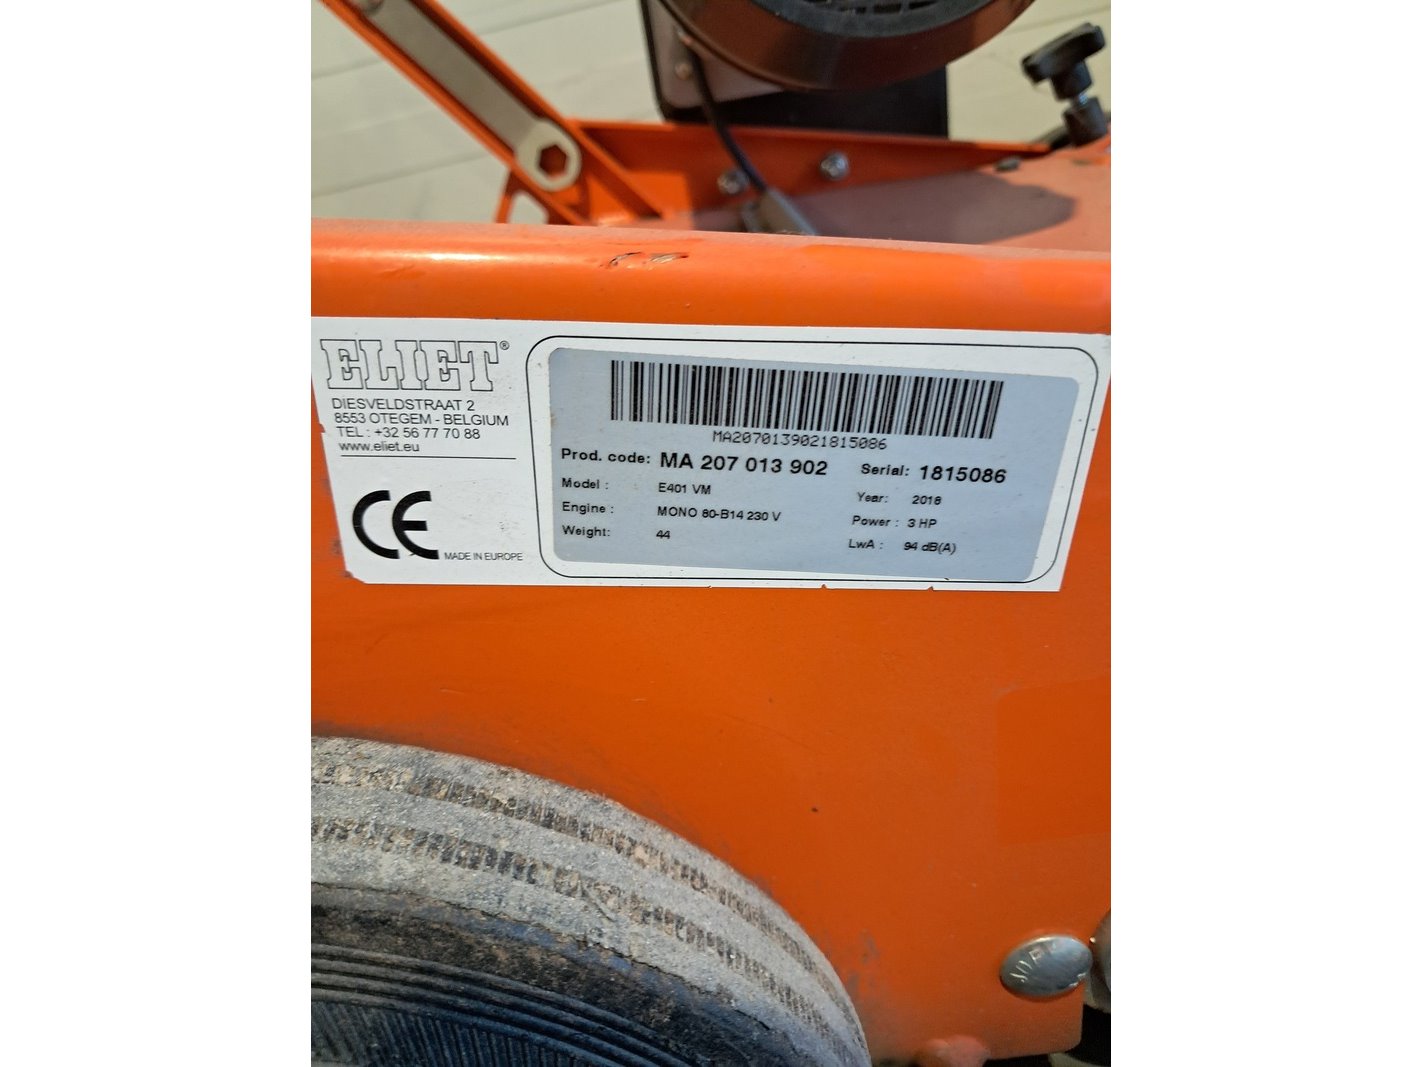 ELIET®
DIESVELDSTRAAT 2
8553 OTEGEM - BELGIUM
TEL : +32 56 77 70 88
www.eliet.eu
CE
MADE IN EUROPE
MA2070139021815086
Prod. code: MA 207 013 902 Serial: 1815086
Model : E401 VM Year: 2018
Engine : MONO 80-B14 230 V Power : 3 HP
Weight: 44 LwA : 94 dB(A)